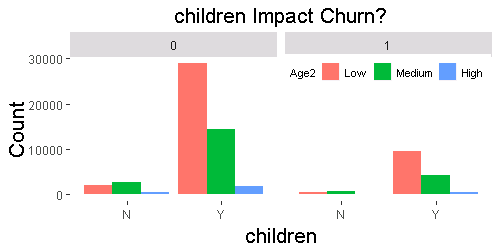 children Impact Churn?
0 1
Age2 Low Medium High
30000
20000
10000
0
Count
N Y N Y
children